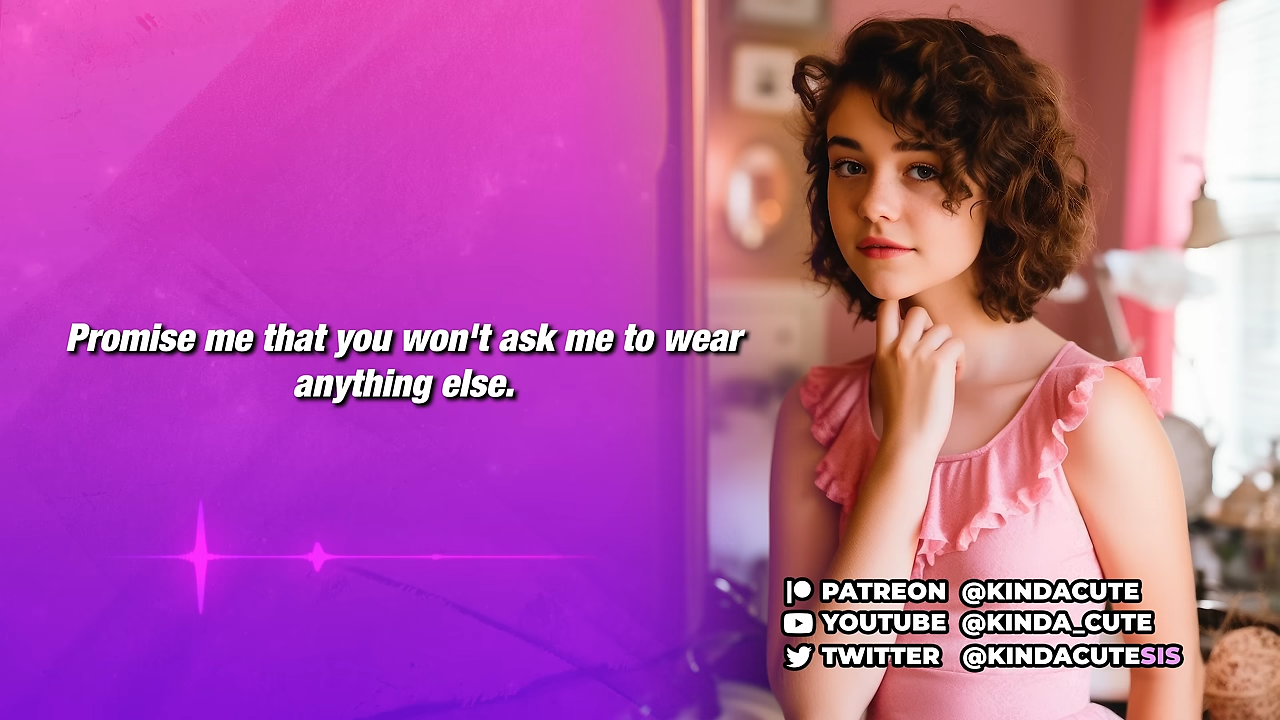 Promise me that you won't ask me to wear
anything else.
PATREON @KINDACUTE
YOUTUBE @KINDA_CUTE
TWITTER @KINDACUTESIS